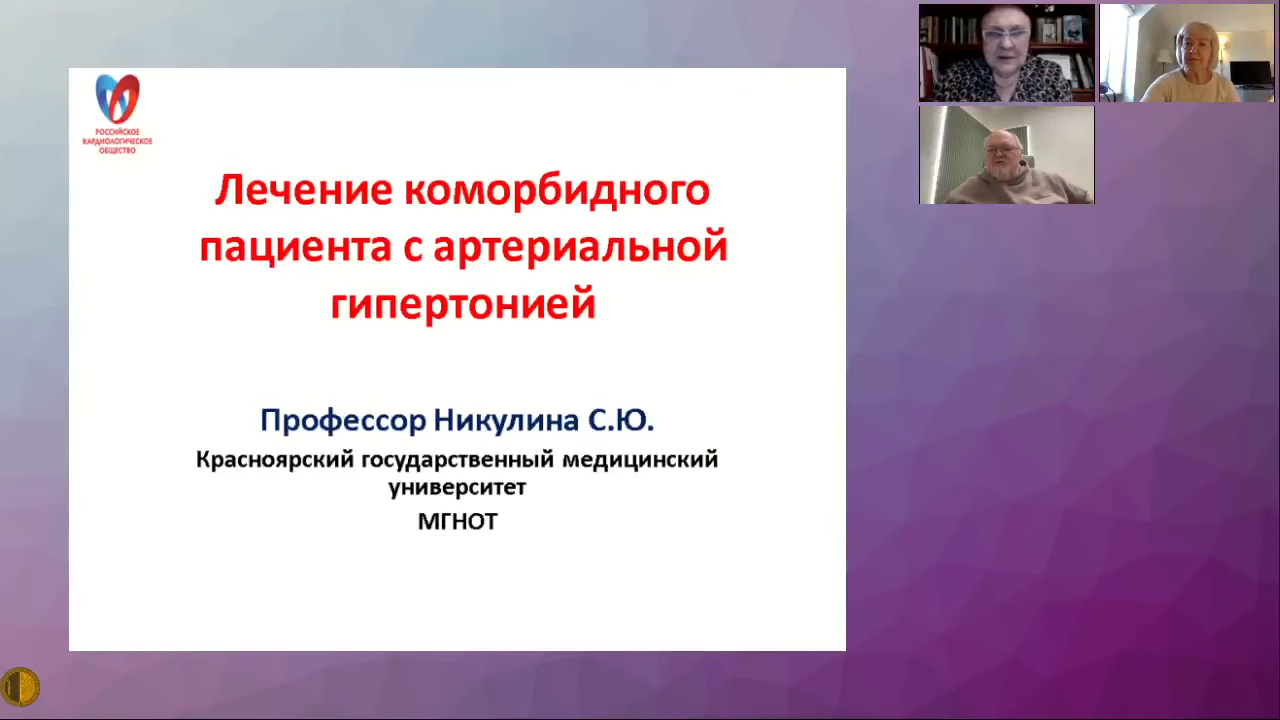 РОССИЙСКОЕ
КАРДИОЛОГИЧЕСКОЕ
ОБЩЕСТВО
Лечение коморбидного
пациента с артериальной
гипертонией
Профессор Никулина С.Ю.
Красноярский государственный медицинский
университет
МГНОТ